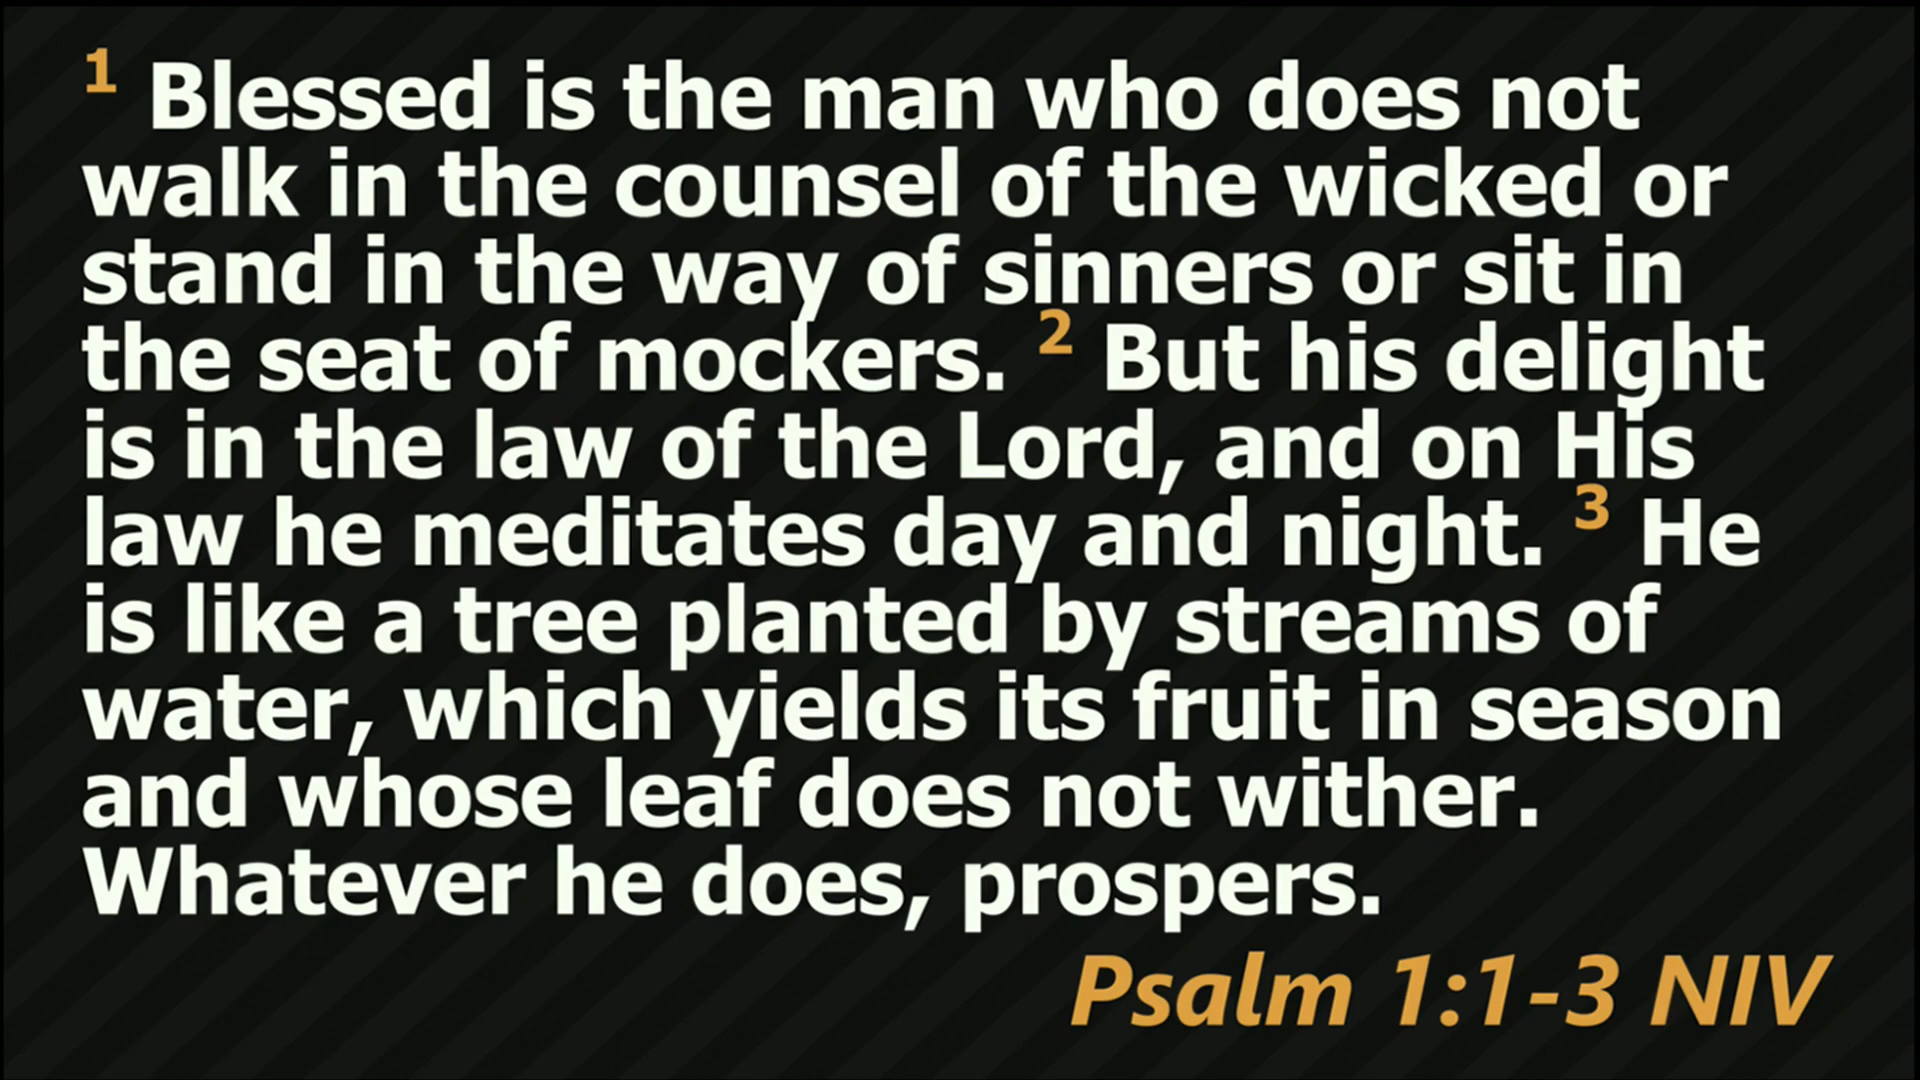 1 Blessed is the man who does not
walk in the counsel of the wicked or
stand in the way of sinners or sit in
the seat of mockers. 2 But his delight
is in the law of the Lord, and on His
law he meditates day and night. 3 He
is like a tree planted by streams of
water, which yields its fruit in season
and whose leaf does not wither.
Whatever he does, prospers.
Psalm 1:1-3 NIV